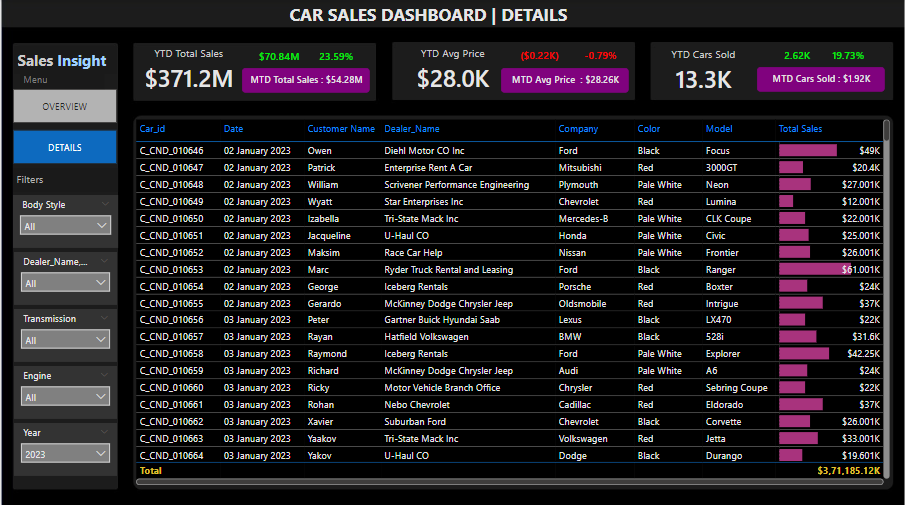 CAR SALES DASHBOARD | DETAILS
Sales Insight
Menu
OVERVIEW
DETAILS
Filters
Body Style
All
Dealer_Name,...
All
Transmission
All
Engine
All
Year
2023
YTD Total Sales $70.84M 23.59%
$371.2M MTD Total Sales : $54.28M
YTD Avg Price ($0.22K) -0.79%
$28.0K MTD Avg Price : $28.26K
YTD Cars Sold 2.62K 19.73%
13.3K MTD Cars Sold : $1.92K
Car_id Date Customer Name Dealer_Name Company Color Model Total Sales
C_CND_010646 02 January 2023 Owen Diehl Motor CO Inc Ford Black Focus $49K
C_CND_010647 02 January 2023 Patrick Enterprise Rent A Car Mitsubishi Red 3000GT $20.4K
C_CND_010648 02 January 2023 William Scrivener Performance Engineering Plymouth Pale White Neon $27.001K
C_CND_010649 02 January 2023 Wyatt Star Enterprises Inc Chevrolet Red Lumina $12.001K
C_CND_010650 02 January 2023 Izabella Tri-State Mack Inc Mercedes-B Pale White CLK Coupe $22.001K
C_CND_010651 02 January 2023 Jacqueline U-Haul CO Honda Pale White Civic $25.001K
C_CND_010652 02 January 2023 Maksim Race Car Help Nissan Pale White Frontier $26.001K
C_CND_010653 02 January 2023 Marc Ryder Truck Rental and Leasing Ford Black Ranger $61.001K
C_CND_010654 02 January 2023 George Iceberg Rentals Porsche Red Boxter $24K
C_CND_010655 02 January 2023 Gerardo McKinney Dodge Chrysler Jeep Oldsmobile Red Intrigue $37K
C_CND_010656 03 January 2023 Peter Gartner Buick Hyundai Saab Lexus Black LX470 $22K
C_CND_010657 03 January 2023 Rayan Hatfield Volkswagen BMW Black 528i $31.6K
C_CND_010658 03 January 2023 Raymond Iceberg Rentals Ford Pale White Explorer $42.25K
C_CND_010659 03 January 2023 Richard McKinney Dodge Chrysler Jeep Audi Pale White A6 $24K
C_CND_010660 03 January 2023 Ricky Motor Vehicle Branch Office Chrysler Red Sebring Coupe $22K
C_CND_010661 03 January 2023 Rohan Nebo Chevrolet Cadillac Red Eldorado $37K
C_CND_010662 03 January 2023 Xavier Suburban Ford Chevrolet Black Corvette $26.001K
C_CND_010663 03 January 2023 Yaakov Tri-State Mack Inc Volkswagen Red Jetta $33.001K
C_CND_010664 03 January 2023 Yakov U-Haul CO Dodge Black Durango $19.601K
Total $3,71,185.12K